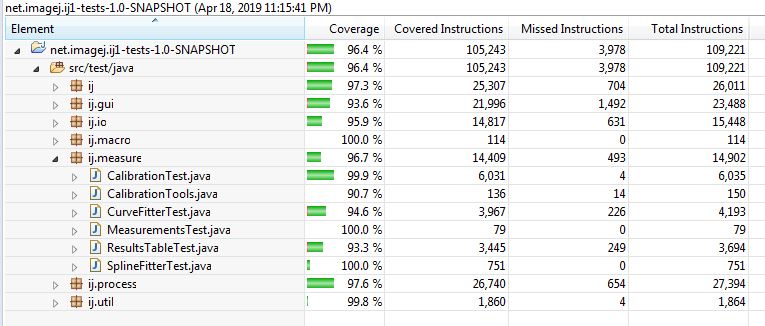 net.imagej.ij1-tests-1.0-SNAPSHOT (Apr 18, 2019 11:15:41 PM)
Element Coverage Covered Instructions Missed Instructions Total Instructions
net.imagej.ij1-tests-1.0-SNAPSHOT 96.4 % 105,243 3,978 109,221
src/test/java 96.4 % 105,243 3,978 109,221
ij 97.3 % 25,307 704 26,011
ij.gui 93.6 % 21,996 1,492 23,488
ij.io 95.9 % 14,817 631 15,448
ij.macro 100.0 % 114 0 114
ij.measure 96.7 % 14,409 493 14,902
CalibrationTest.java 99.9 % 6,031 4 6,035
CalibrationTools.java 90.7 % 136 14 150
CurveFitterTest.java 94.6 % 3,967 226 4,193
MeasurementsTest.java 100.0 % 79 0 79
ResultsTableTest.java 93.3 % 3,445 249 3,694
SplineFitterTest.java 100.0 % 751 0 751
ij.process 97.6 % 26,740 654 27,394
ij.util 99.8 % 1,860 4 1,864